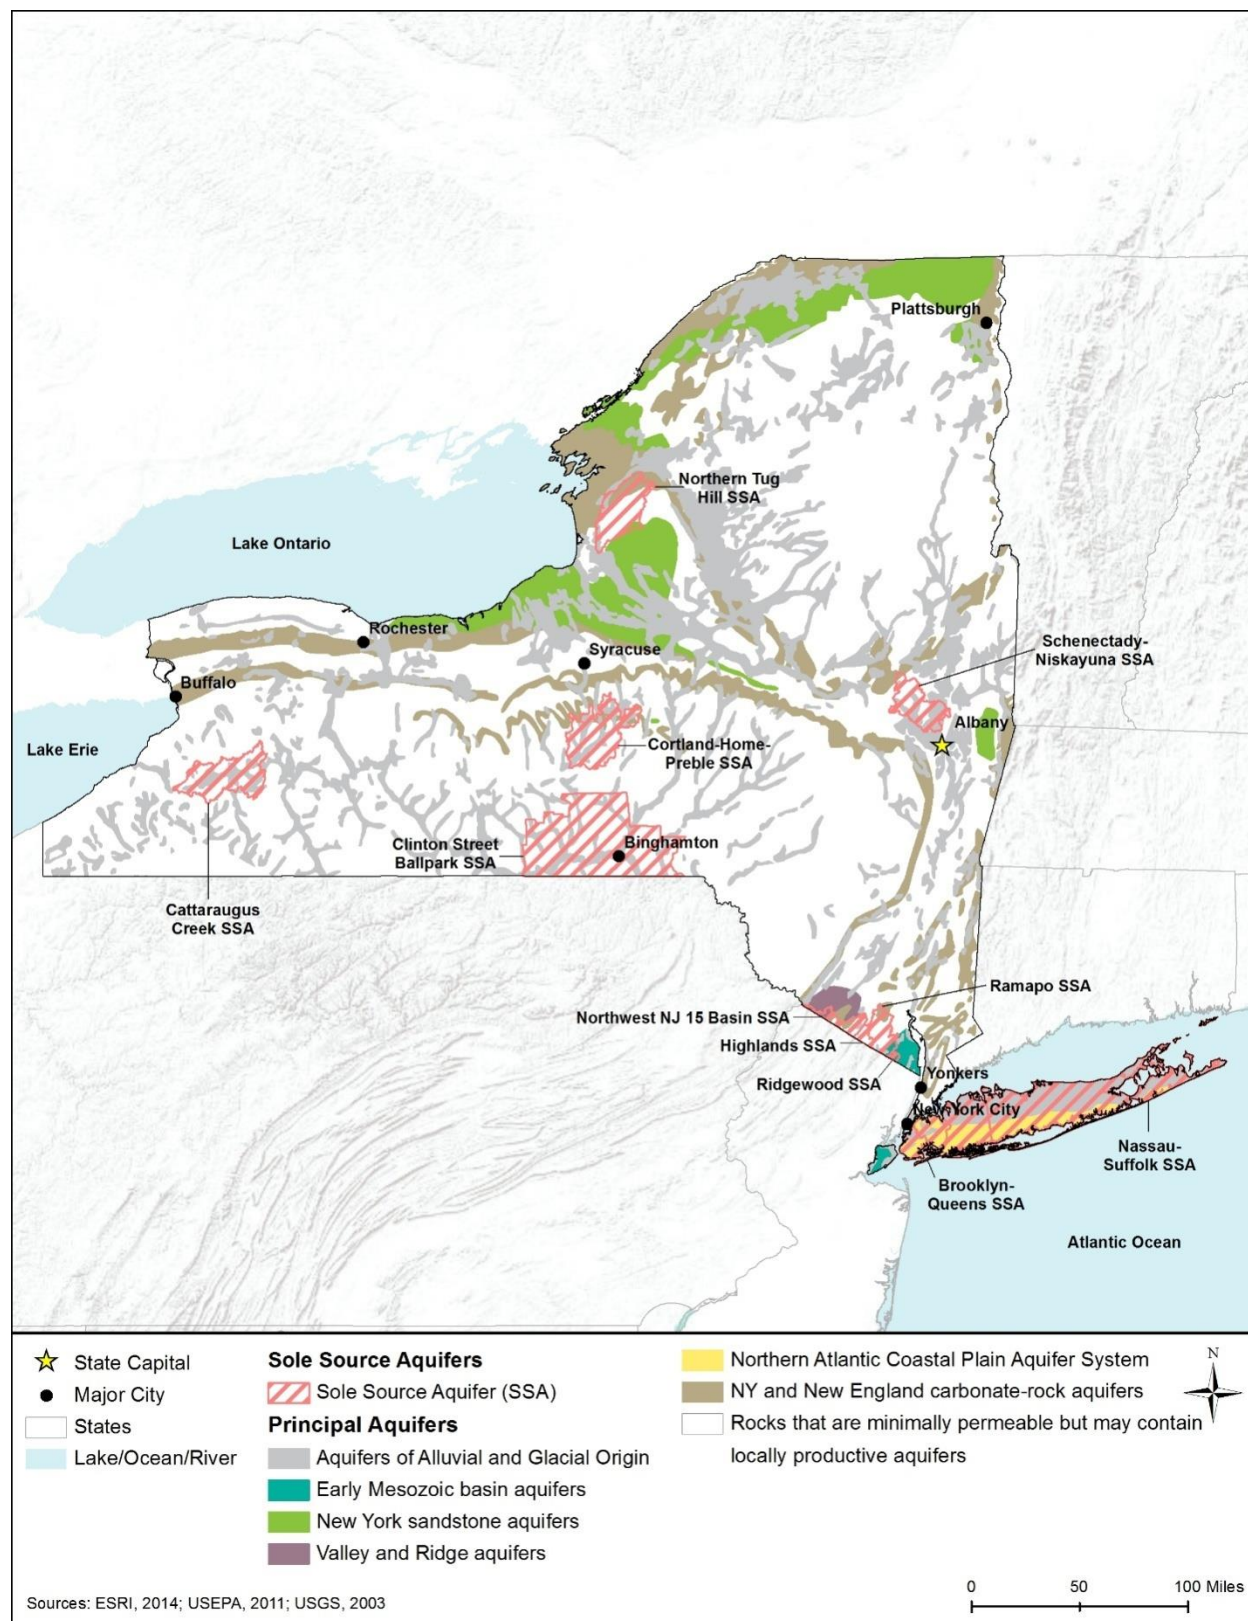 Plattsburgh
Northern Tug
Hill SSA
Lake Ontario
Rochester
Syracuse
Schenectady-
Niskayuna SSA
Buffalo
Albany
Lake Erie
Cortland-Home-
Preble SSA
Clinton Street
Ballpark SSA
Binghamton
Cattaraugus
Creek SSA
Ramapo SSA
Northwest NJ 15 Basin SSA
Highlands SSA
Ridgewood SSA
Yonkers
New York City
Nassau-
Suffolk SSA
Brooklyn-
Queens SSA
Atlantic Ocean
State Capital
Major City
States
Lake/Ocean/River
Sole Source Aquifers
Sole Source Aquifer (SSA)
Principal Aquifers
Aquifers of Alluvial and Glacial Origin
Early Mesozoic basin aquifers
New York sandstone aquifers
Valley and Ridge aquifers
Northern Atlantic Coastal Plain Aquifer System
NY and New England carbonate-rock aquifers
Rocks that are minimally permeable but may contain
locally productive aquifers
N
Sources: ESRI, 2014; USEPA, 2011; USGS, 2003
0 50 100 Miles